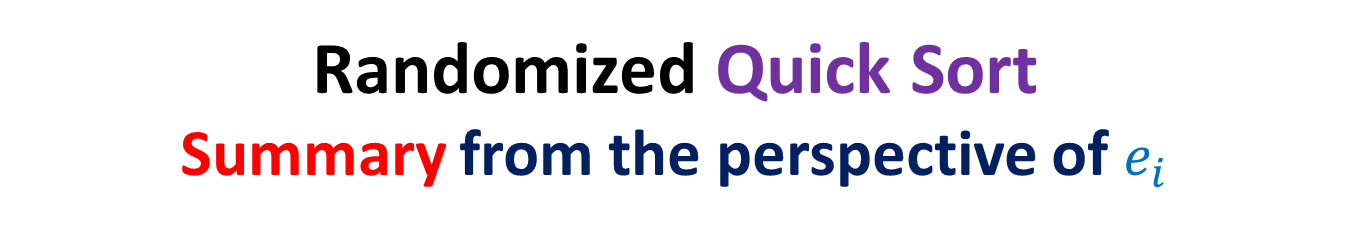 Randomized Quick Sort
Summary from the perspective of $e_i$